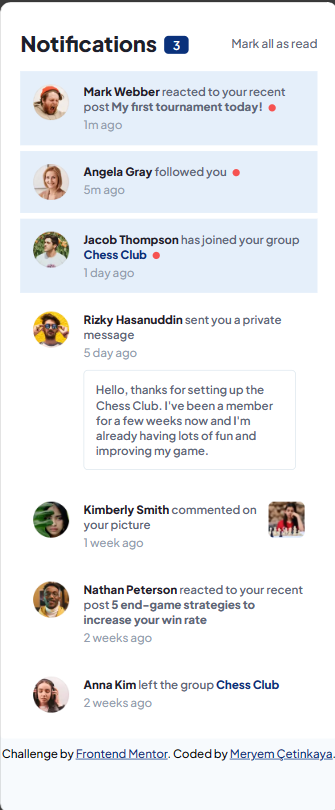 Notifications 3 Mark all as read
Mark Webber reacted to your recent
post My first tournament today!
1m ago
Angela Gray followed you
5m ago
Jacob Thompson has joined your group
Chess Club
1 day ago
Rizky Hasanuddin sent you a private
message
5 day ago
Hello, thanks for setting up the
Chess Club. I've been a member
for a few weeks now and I'm
already having lots of fun and
improving my game.
Kimberly Smith commented on
your picture
1 week ago
Nathan Peterson reacted to your recent
post 5 end-game strategies to
increase your win rate
2 weeks ago
Anna Kim left the group Chess Club
2 weeks ago
Challenge by Frontend Mentor. Coded by Meryem Çetinkaya.